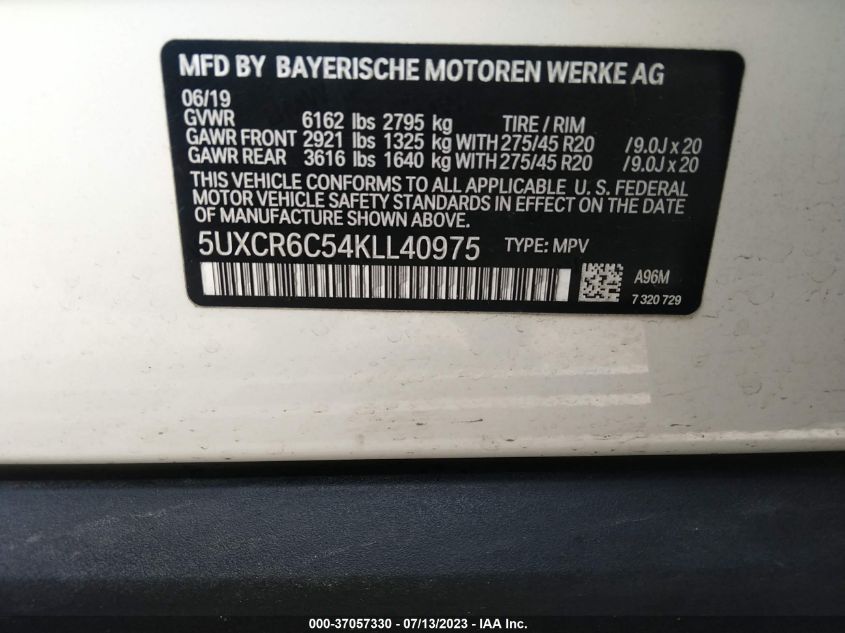 MFD BY BAYERISCHE MOTOREN WERKE AG
06/19
GVWR 6162 lbs 2795 kg TIRE / RIM
GAWR FRONT 2921 lbs 1325 kg WITH 275/45 R20 /9.0J x 20
GAWR REAR 3616 lbs 1640 kg WITH 275/45 R20 /9.0J x 20
THIS VEHICLE CONFORMS TO ALL APPLICABLE U. S. FEDERAL
MOTOR VEHICLE SAFETY STANDARDS IN EFFECT ON THE DATE
OF MANUFACTURE SHOWN ABOVE.
5UXCR6C54KLL40975 TYPE: MPV
A96M
7 320 729
000-37057330 - 07/13/2023 - IAA Inc.